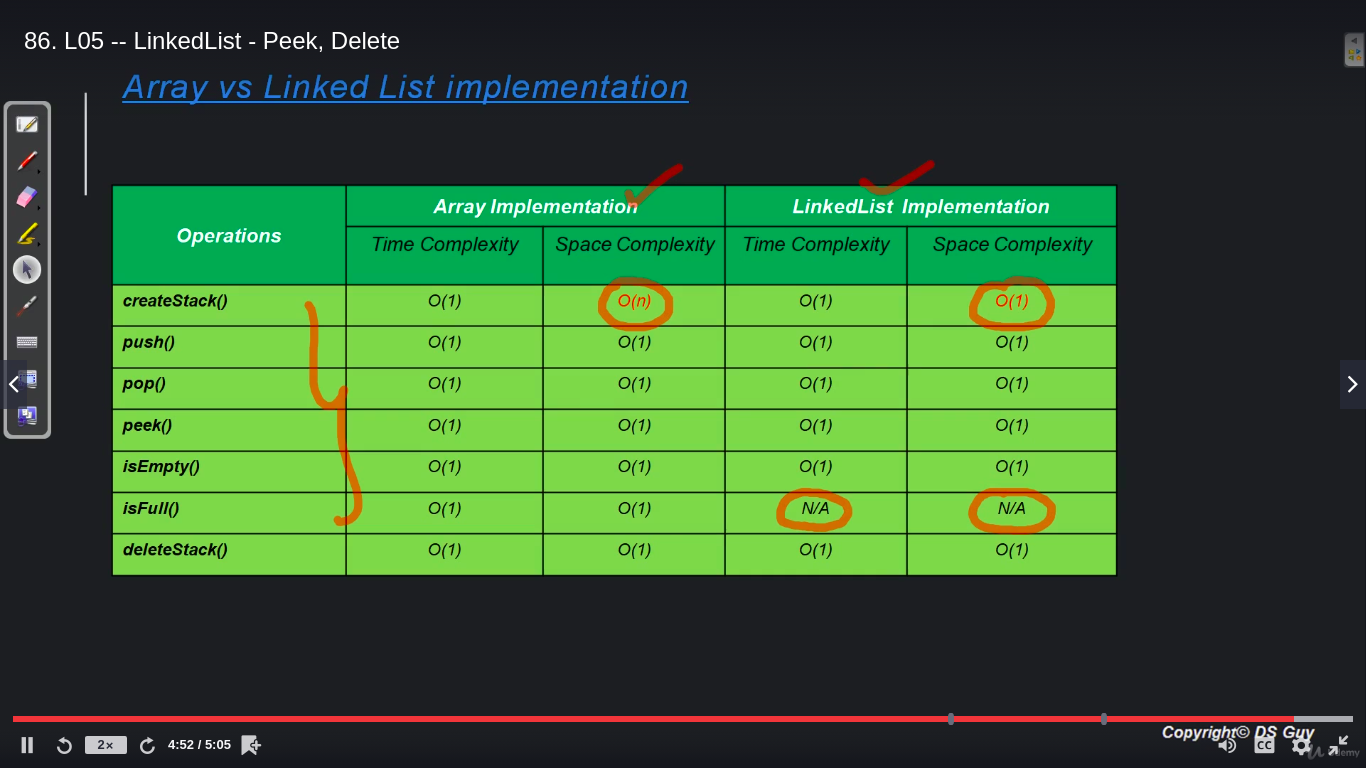 86. L05 -- LinkedList - Peek, Delete
Array vs Linked List implementation
Operations
Array Implementation
LinkedList Implementation
Time Complexity
Space Complexity
Time Complexity
Space Complexity
createStack() O(1) O(n) O(1) O(1)
push() O(1) O(1) O(1) O(1)
pop() O(1) O(1) O(1) O(1)
peek() O(1) O(1) O(1) O(1)
isEmpty() O(1) O(1) O(1) O(1)
isFull() O(1) O(1) N/A N/A
deleteStack() O(1) O(1) O(1) O(1)
Copyright© DS Guy
2x
4:52 / 5:05
CC